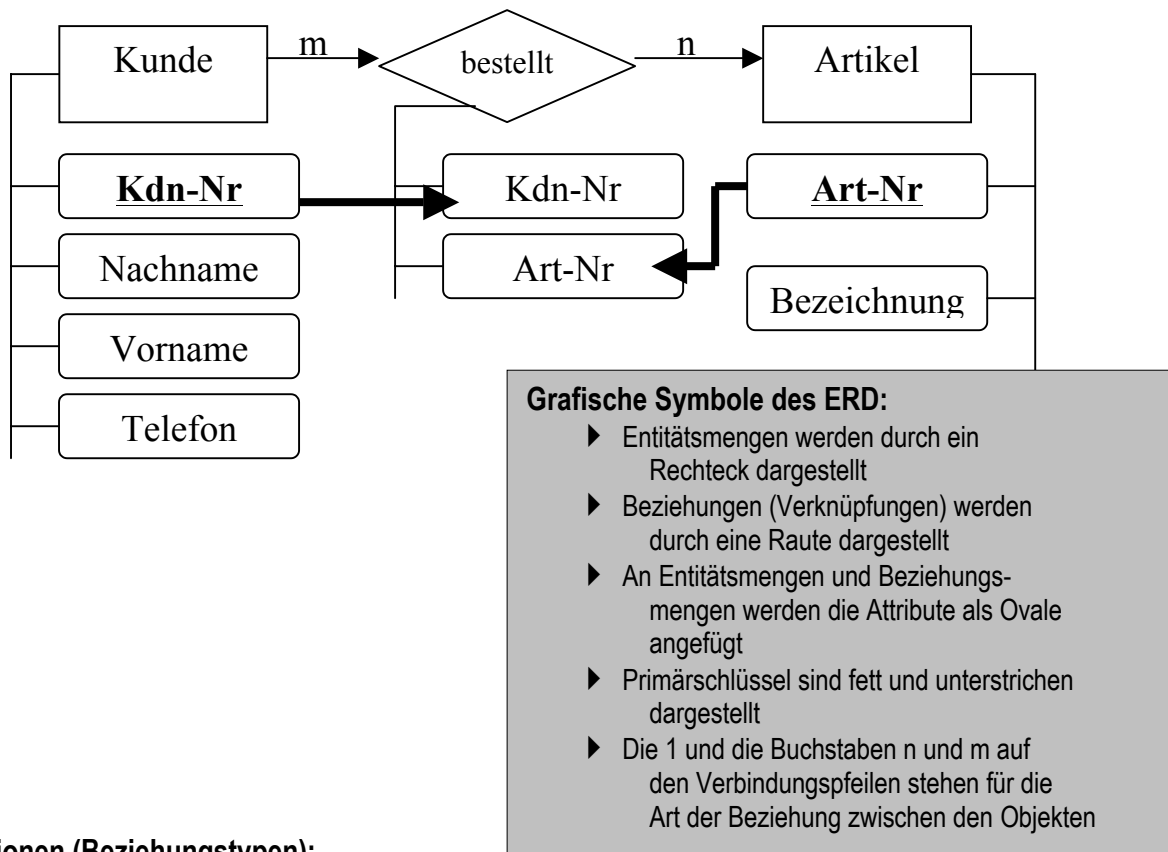 Kunde m bestellt n Artikel
Kdn-Nr Kdn-Nr Art-Nr
Nachname Art-Nr
Bezeichnung
Vorname
Telefon
Grafische Symbole des ERD:
Entitätsmengen werden durch ein
Rechteck dargestellt
Beziehungen (Verknüpfungen) werden
durch eine Raute dargestellt
An Entitätsmengen und Beziehungs-
mengen werden die Attribute als Ovale
angefügt
Primärschlüssel sind fett und unterstrichen
dargestellt
Die 1 und die Buchstaben n und m auf
den Verbindungspfeilen stehen für die
Art der Beziehung zwischen den Objekten
ionen (Beziehungstypen):